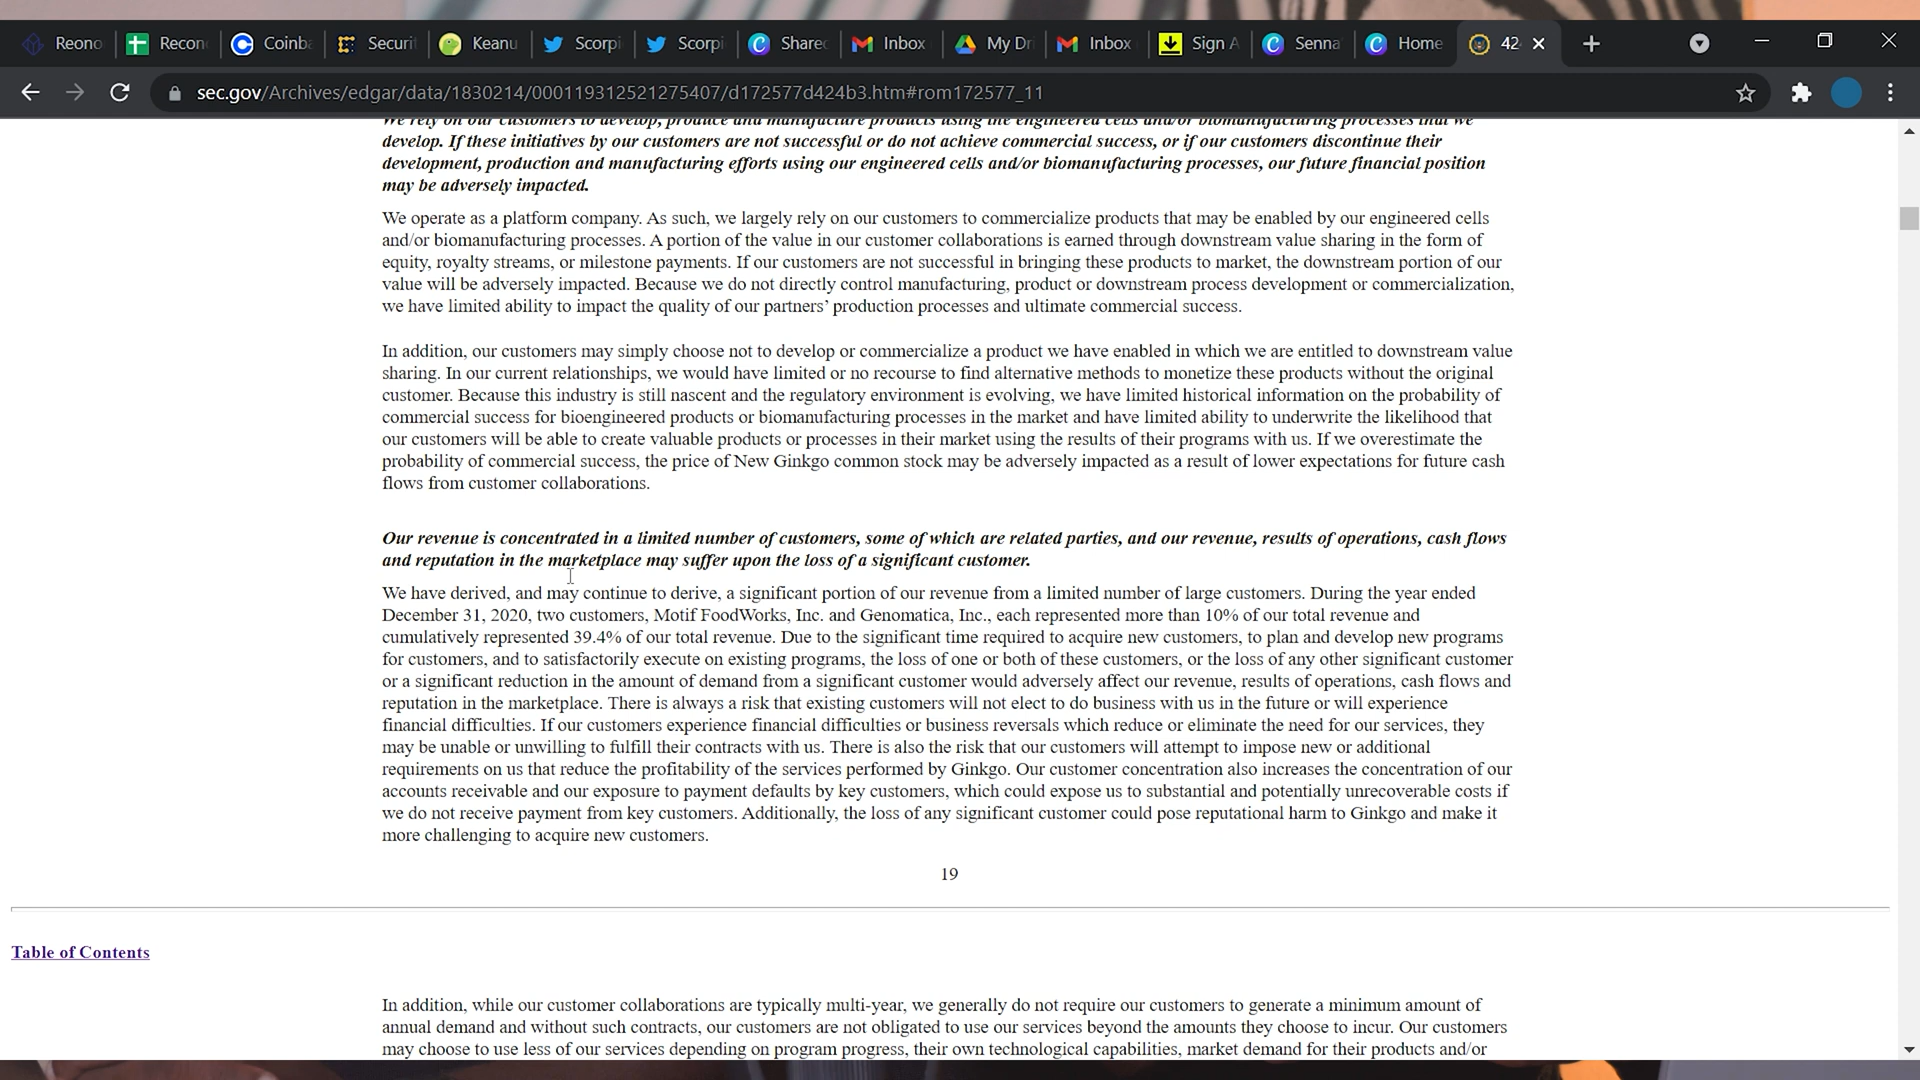 Reono
Recon
Coinba
Securit
Keanu
Scorpi
Scorpi
Shared
Inbox
My Dri
Inbox
Sign A
Senna
Home
42
sec.gov/Archives/edgar/data/1830214/000119312521275407/d172577d424b3.htm#rom172577_11
We rely on our customers to develop, produce and manufacture products using the engineered cells and/or biomanufacturing processes that we
develop. If these initiatives by our customers are not successful or do not achieve commercial success, or if our customers discontinue their
development, production and manufacturing efforts using our engineered cells and/or biomanufacturing processes, our future financial position
may be adversely impacted.
We operate as a platform company. As such, we largely rely on our customers to commercialize products that may be enabled by our engineered cells
and/or biomanufacturing processes. A portion of the value in our customer collaborations is earned through downstream value sharing in the form of
equity, royalty streams, or milestone payments. If our customers are not successful in bringing these products to market, the downstream portion of our
value will be adversely impacted. Because we do not directly control manufacturing, product or downstream process development or commercialization,
we have limited ability to impact the quality of our partners’ production processes and ultimate commercial success.
In addition, our customers may simply choose not to develop or commercialize a product we have enabled in which we are entitled to downstream value
sharing. In our current relationships, we would have limited or no recourse to find alternative methods to monetize these products without the original
customer. Because this industry is still nascent and the regulatory environment is evolving, we have limited historical information on the probability of
commercial success for bioengineered products or biomanufacturing processes in the market and have limited ability to underwrite the likelihood that
our customers will be able to create valuable products or processes in their market using the results of their programs with us. If we overestimate the
probability of commercial success, the price of New Ginkgo common stock may be adversely impacted as a result of lower expectations for future cash
flows from customer collaborations.
Our revenue is concentrated in a limited number of customers, some of which are related parties, and our revenue, results of operations, cash flows
and reputation in the marketplace may suffer upon the loss of a significant customer.
We have derived, and may continue to derive, a significant portion of our revenue from a limited number of large customers. During the year ended
December 31, 2020, two customers, Motif FoodWorks, Inc. and Genomatica, Inc., each represented more than 10% of our total revenue and
cumulatively represented 39.4% of our total revenue. Due to the significant time required to acquire new customers, to plan and develop new programs
for customers, and to satisfactorily execute on existing programs, the loss of one or both of these customers, or the loss of any other significant customer
or a significant reduction in the amount of demand from a significant customer would adversely affect our revenue, results of operations, cash flows and
reputation in the marketplace. There is always a risk that existing customers will not elect to do business with us in the future or will experience
financial difficulties. If our customers experience financial difficulties or business reversals which reduce or eliminate the need for our services, they
may be unable or unwilling to fulfill their contracts with us. There is also the risk that our customers will attempt to impose new or additional
requirements on us that reduce the profitability of the services performed by Ginkgo. Our customer concentration also increases the concentration of our
accounts receivable and our exposure to payment defaults by key customers, which could expose us to substantial and potentially unrecoverable costs if
we do not receive payment from key customers. Additionally, the loss of any significant customer could pose reputational harm to Ginkgo and make it
more challenging to acquire new customers.
19
Table of Contents
In addition, while our customer collaborations are typically multi-year, we generally do not require our customers to generate a minimum amount of
annual demand and without such contracts, our customers are not obligated to use our services beyond the amounts they choose to incur. Our customers
may choose to use less of our services depending on program progress, their own technological capabilities, market demand for their products and/or